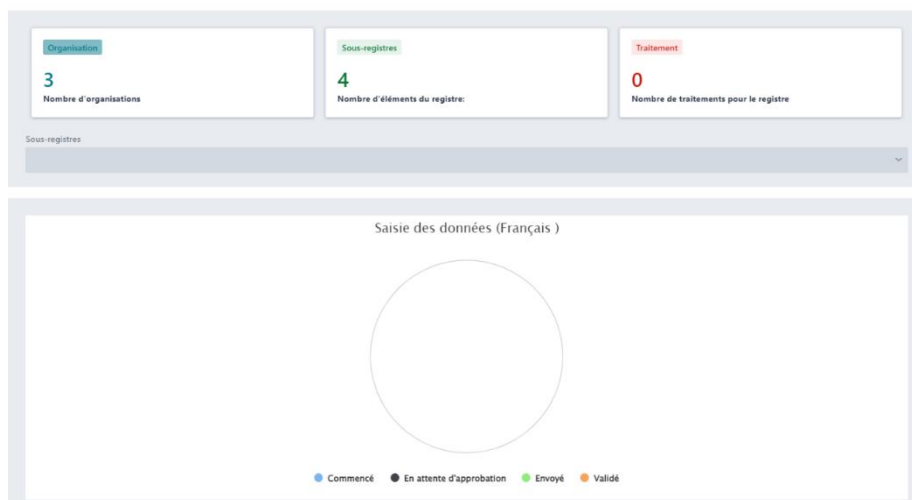 Organisation
3
Nombre d'organisations
Sous-registres
4
Nombre d'éléments du registre:
Traitement
0
Nombre de traitements pour le registre
Sous-registres
Saisie des données (Français )
Commencé En attente d'approbation Envoyé Validé